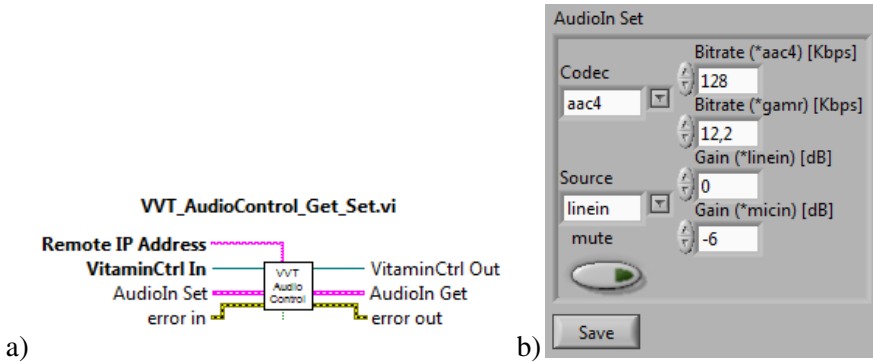 VVT_AudioControl_Get_Set.vi
Remote IP Address
VitaminCtrl In
VitaminCtrl Out
AudioIn Set
AudioIn Get
error in
error out
VVT
Audio
Control
a)
b)
AudioIn Set
Codec
aac4
Bitrate (*aac4) [Kbps]
128
Bitrate (*gamr) [Kbps]
12,2
Source
linein
Gain (*linein) [dB]
0
Gain (*micin) [dB]
-6
mute
Save